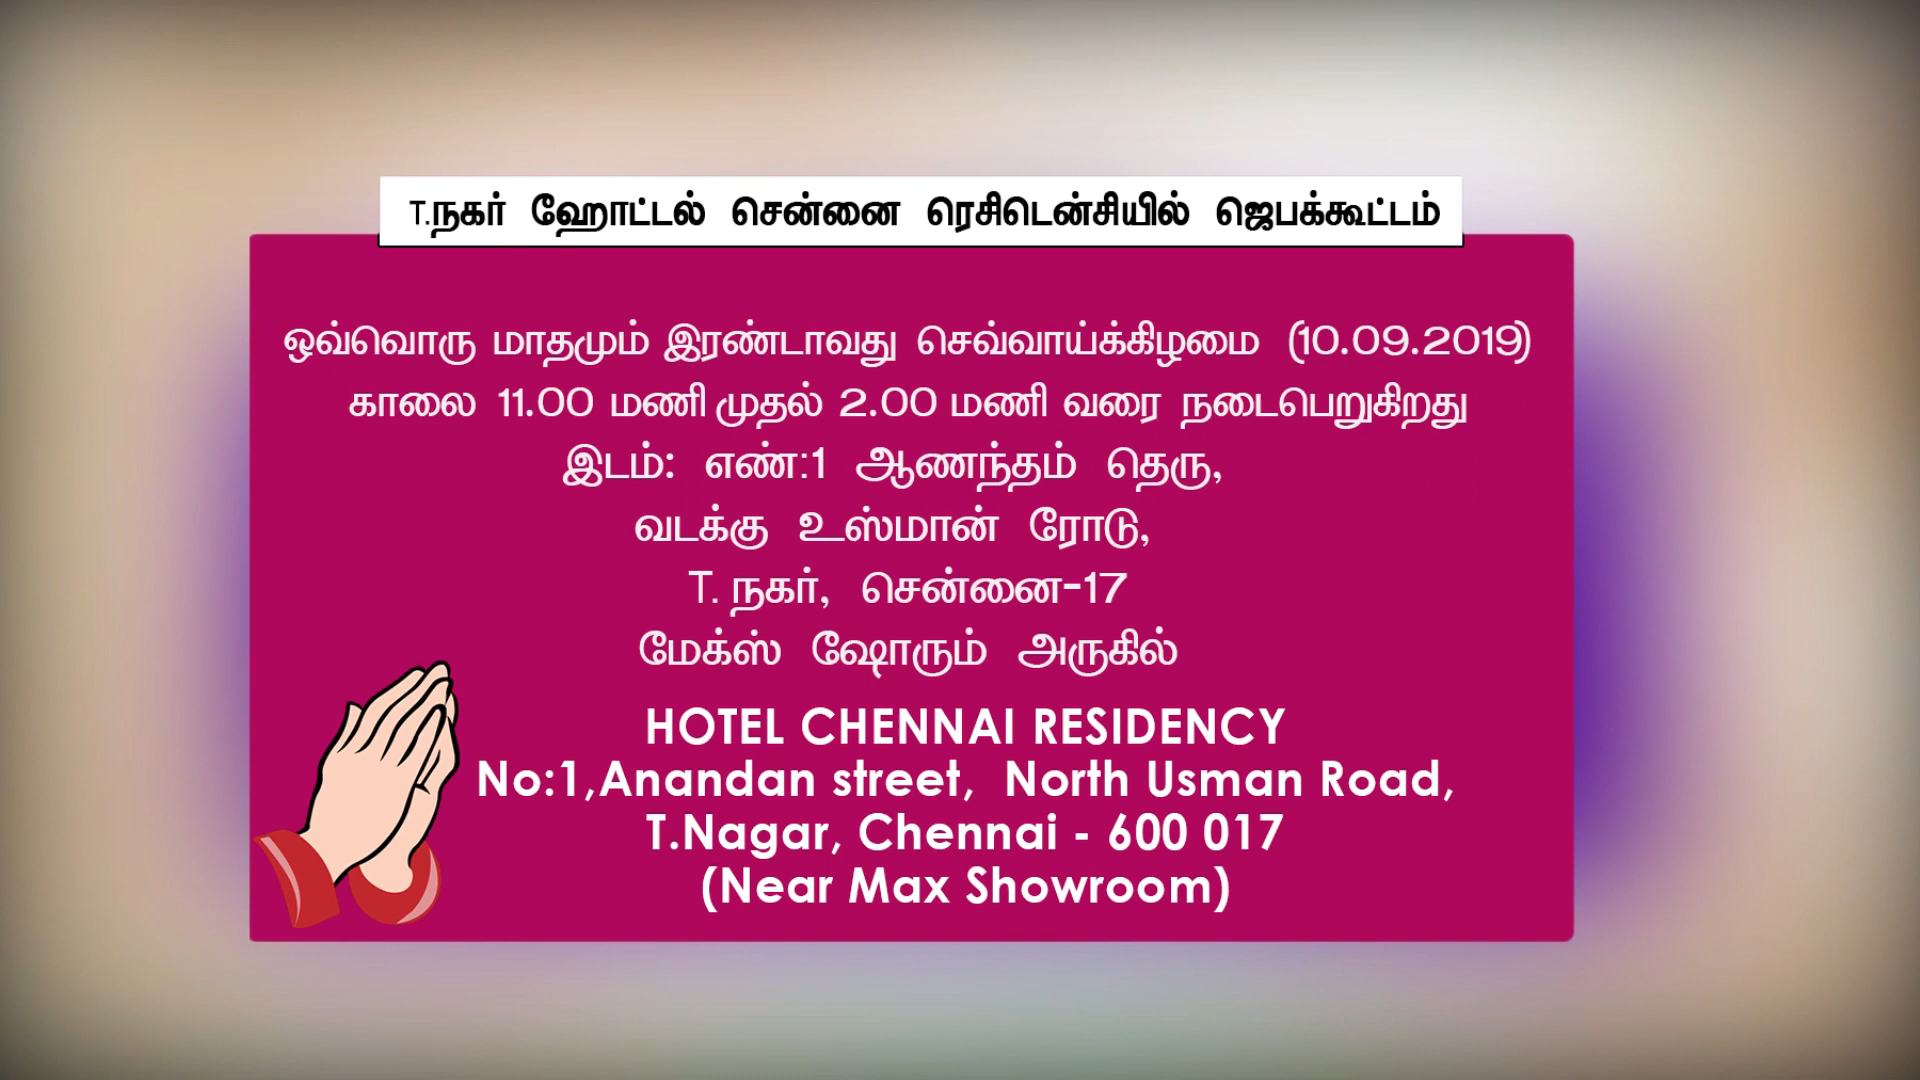 T.நகர் ஹோட்டல் சென்னை ரெசிடென்சியில் ஜெபக்கூட்டம்
ஒவ்வொரு மாதமும் இரண்டாவது செவ்வாய்க்கிழமை (10.09.2019)
காலை 11.00 மணி முதல் 2.00 மணி வரை நடைபெறுகிறது
இடம்: எண்:1 ஆணந்தம் தெரு,
வடக்கு உஸ்மான் ரோடு,
T. நகர், சென்னை-17
மேக்ஸ் ஷோரும் அருகில்
HOTEL CHENNAI RESIDENCY
No:1,Anandan street, North Usman Road,
T.Nagar, Chennai - 600 017
(Near Max Showroom)